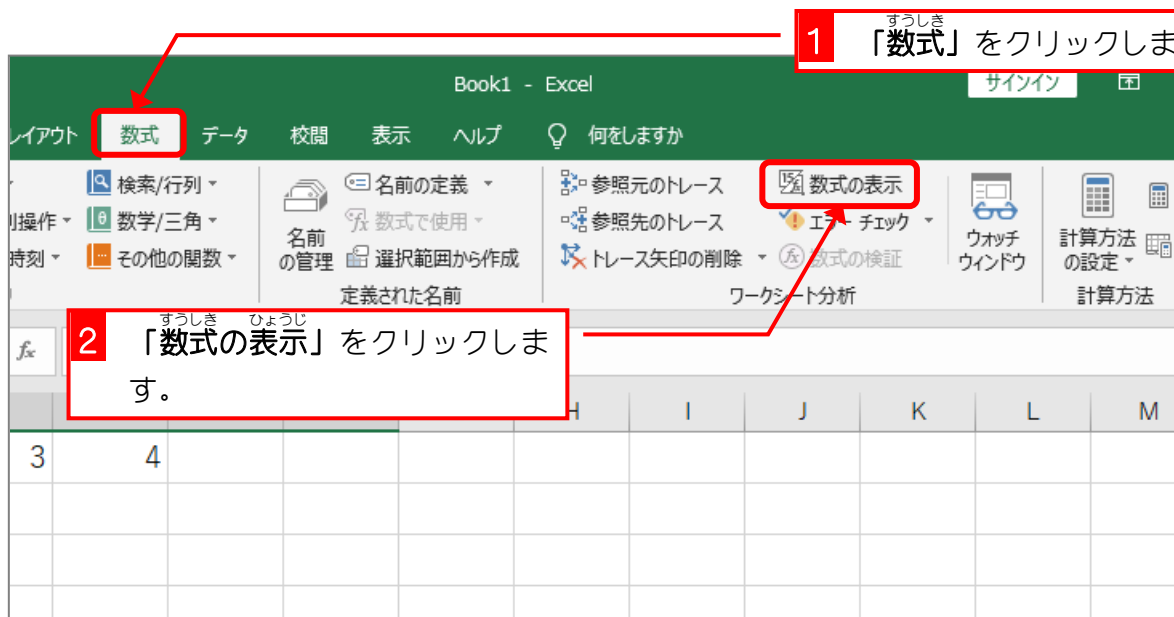 1 「数式」をクリックしま
すうしき
Book1 - Excel
サインイン
レイアウト 数式 データ 校閲 表示 ヘルプ 何をしますか
検索/行列 名前の定義 参照元のトレース 数式の表示
操作 数学/三角 数式で使用 参照先のトレース エラー チェック
時刻 その他の関数 名前の管理 選択範囲から作成 トレース矢印の削除 数式の検証 ウォッチ ウィンドウ 計算方法の設定
定義された名前 ワークシート分析 計算方法
すうしき ひょうじ
2 「数式の表示」をクリックしま
す。
fx
H I J K L M
3 4